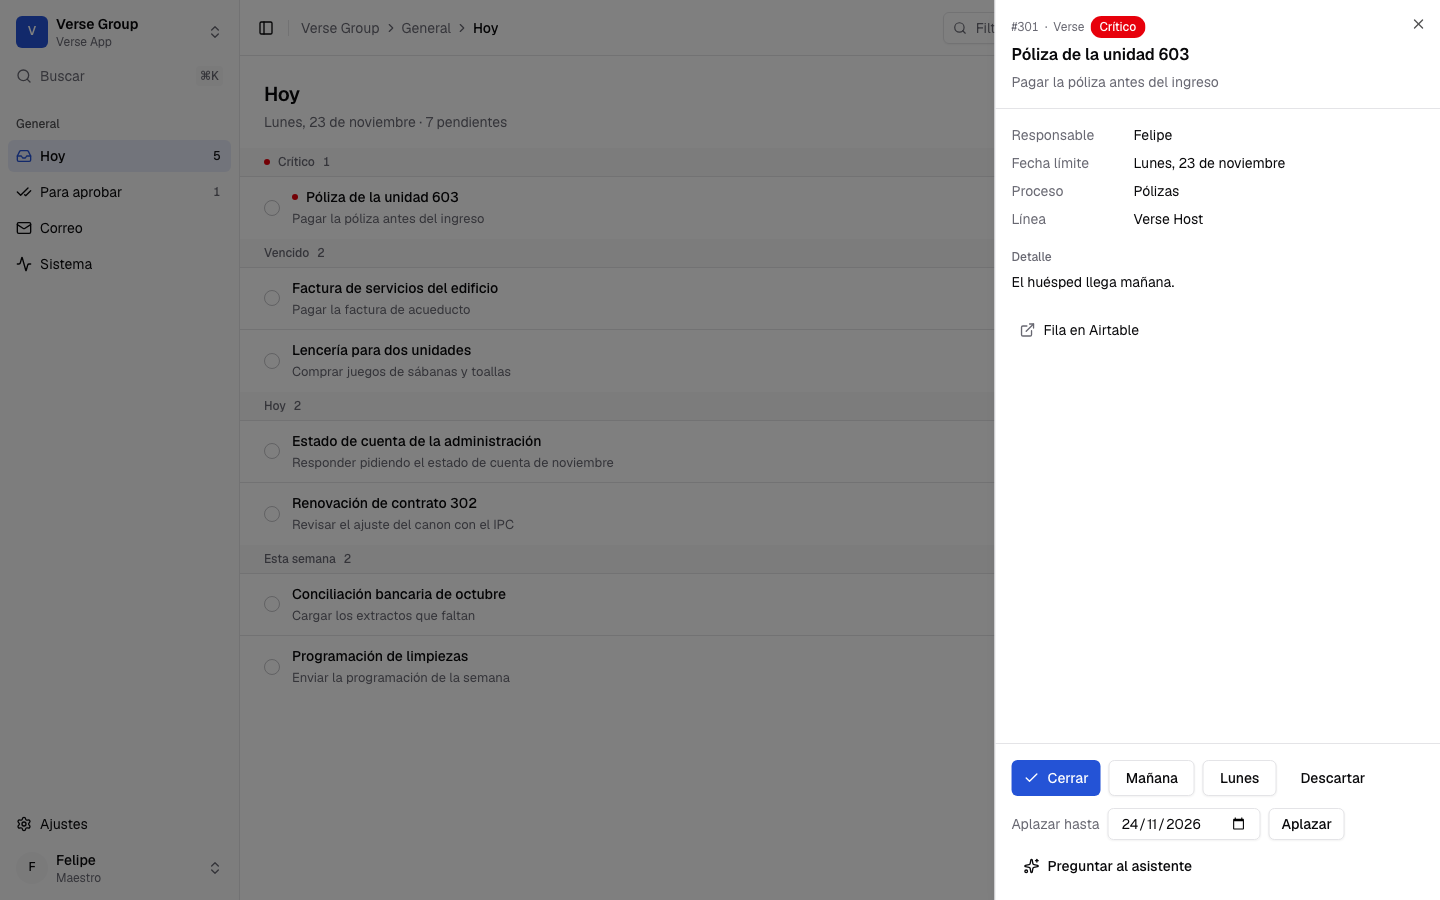 V
Verse Group
Verse App
Buscar ⌘K
General
Hoy 5
Para aprobar 1
Correo
Sistema
Ajustes
F
Felipe
Maestro
Verse Group > General > Hoy
Hoy
Lunes, 23 de noviembre · 7 pendientes
Crítico 1
Póliza de la unidad 603
Pagar la póliza antes del ingreso
Vencido 2
Factura de servicios del edificio
Pagar la factura de acueducto
Lencería para dos unidades
Comprar juegos de sábanas y toallas
Hoy 2
Estado de cuenta de la administración
Responder pidiendo el estado de cuenta de noviembre
Renovación de contrato 302
Revisar el ajuste del canon con el IPC
Esta semana 2
Conciliación bancaria de octubre
Cargar los extractos que faltan
Programación de limpiezas
Enviar la programación de la semana
#301 · Verse Crítico
Póliza de la unidad 603
Pagar la póliza antes del ingreso
Responsable Felipe
Fecha límite Lunes, 23 de noviembre
Proceso Pólizas
Línea Verse Host
Detalle
El huésped llega mañana.
Fila en Airtable
Cerrar Mañana Lunes Descartar
Aplazar hasta 24/11/2026 Aplazar
Preguntar al asistente